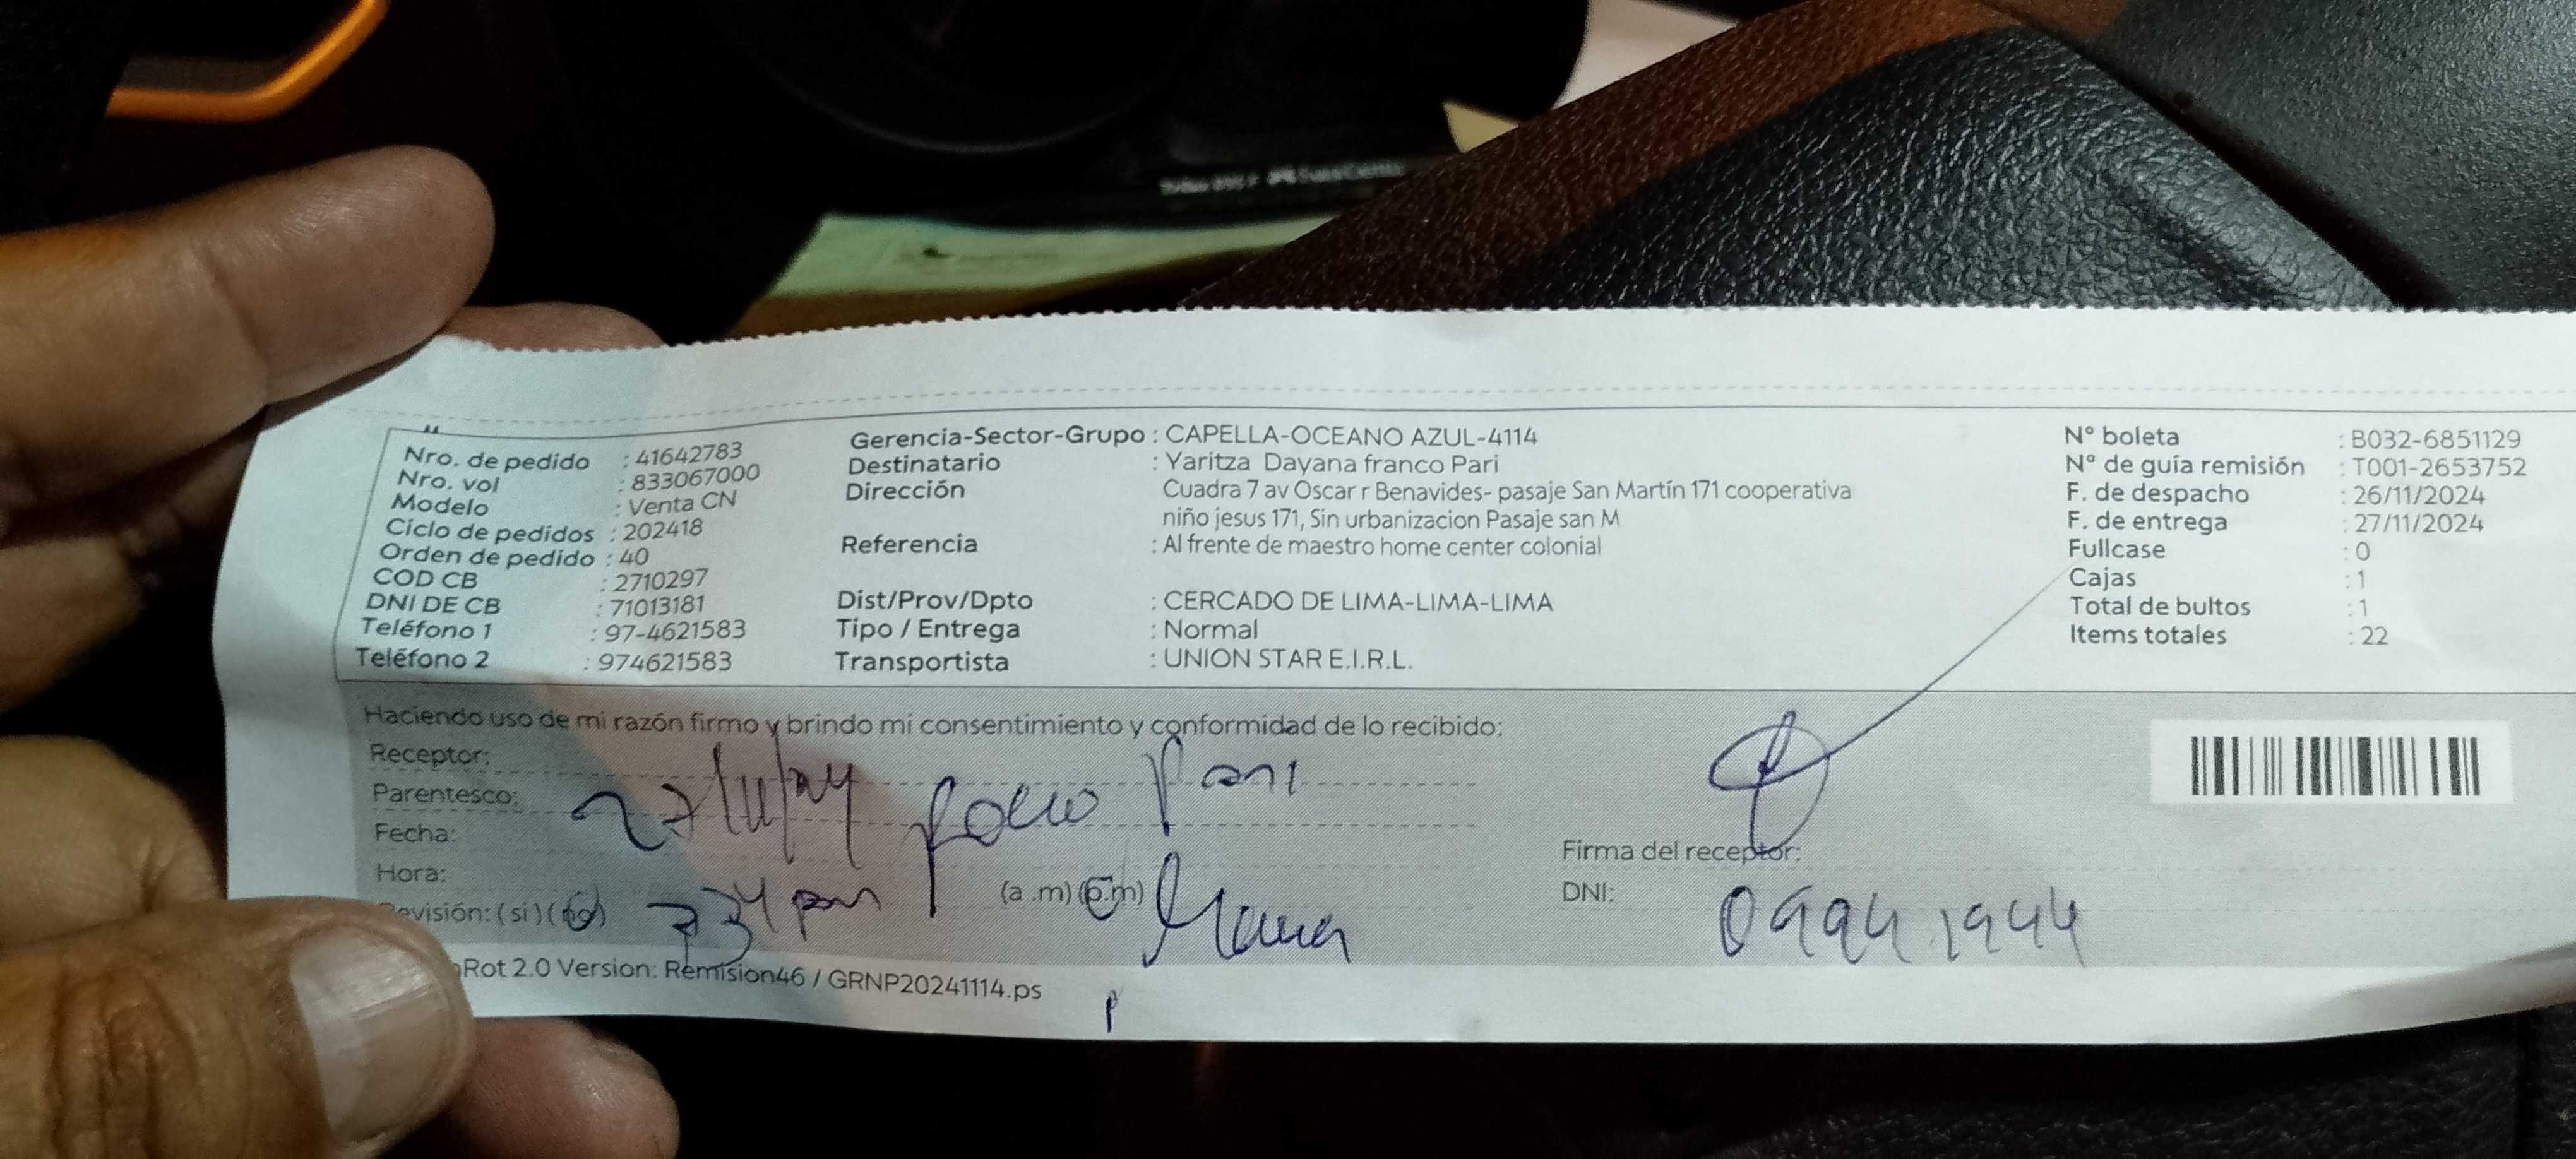 Nro. de pedido : 41642783
Nro. vol : 833067000
Modelo : Venta CN
Ciclo de pedidos : 202418
Orden de pedido : 40
COD CB : 2710297
DNI DE CB : 71013181
Teléfono 1 : 97-4621583
Teléfono 2 : 974621583
Gerencia-Sector-Grupo : CAPELLA-OCEANO AZUL-4114
Destinatario : Yaritza Dayana franco Pari
Dirección Cuadra 7 av Oscar r Benavides- pasaje San Martín 171 cooperativa
niño jesus 171, Sin urbanizacion Pasaje san M
Referencia : Al frente de maestro home center colonial
Dist/Prov/Dpto : CERCADO DE LIMA-LIMA-LIMA
Tipo / Entrega : Normal
Transportista : UNION STAR E.I.R.L.
N° boleta : B032-6851129
N° de guía remisión : T001-2653752
F. de despacho : 26/11/2024
F. de entrega : 27/11/2024
Fullcase : 0
Cajas : 1
Total de bultos : 1
Items totales : 22
Haciendo uso de mi razón firmo y brindo mi consentimiento y conformidad de lo recibido:
Receptor:
Parentesco: 27/11/24 Rocio Pari
Fecha:
Hora: (a .m) (p.m) Mama
Revisión: ( si ) ( no) 7 34 pm
Firma del receptor:
DNI: 09941944
Rot 2.0 Version: Remision46 / GRNP20241114.ps